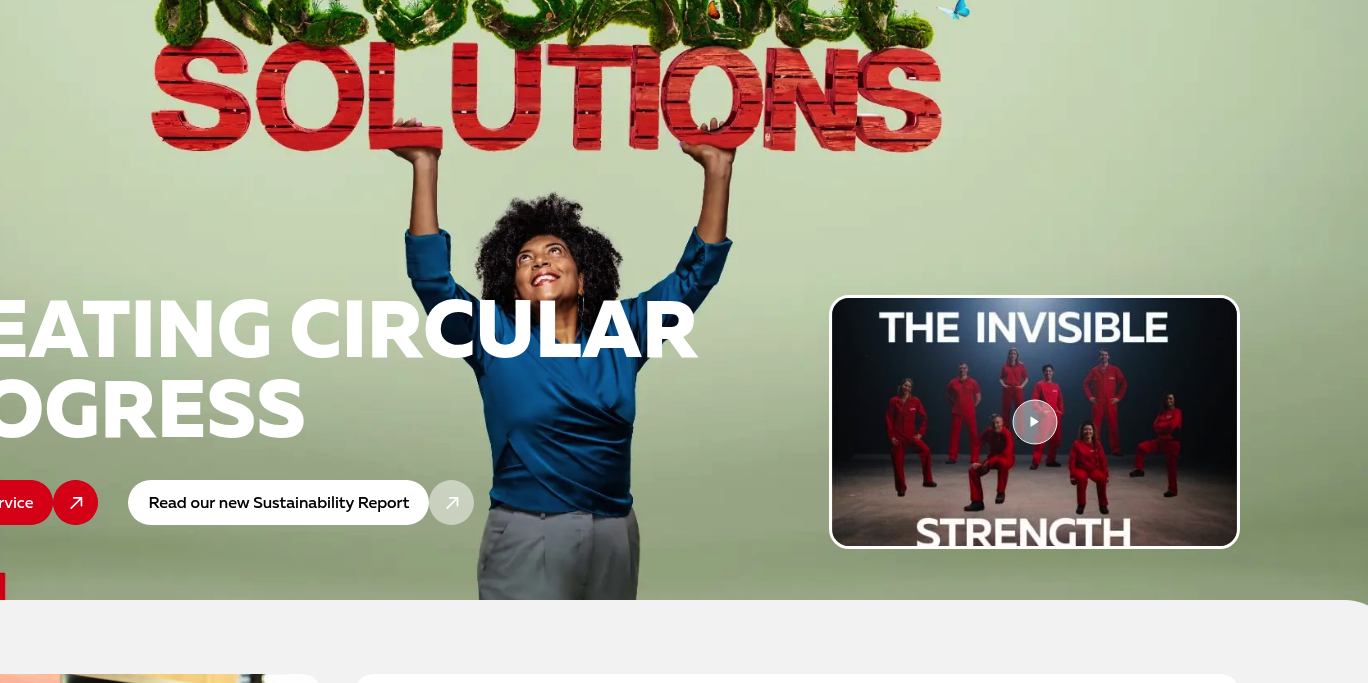 SOLUTIONS
EATING CIRCULAR
OGRESS
rvice
Read our new Sustainability Report
THE INVISIBLE
STRENGTH